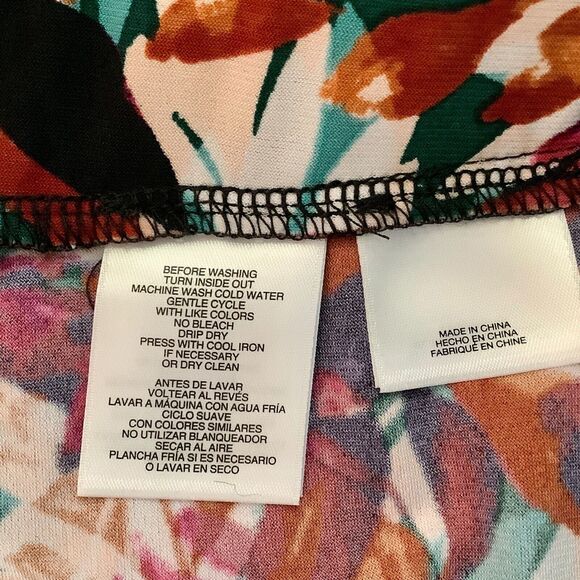 BEFORE WASHING
TURN INSIDE OUT
MACHINE WASH COLD WATER
GENTLE CYCLE
WITH LIKE COLORS
NO BLEACH
DRIP DRY
PRESS WITH COOL IRON
IF NECESSARY
OR DRY CLEAN
ANTES DE LAVAR
VOLTEAR AL REVÉS
LAVAR A MÁQUINA CON AGUA FRÍA
CICLO SUAVE
CON COLORES SIMILARES
NO UTILIZAR BLANQUEADOR
SECAR AL AIRE
PLANCHA FRÍA SI ES NECESARIO
O LAVAR EN SECO
MADE IN CHINA
HECHO EN CHINA
FABRIQUÉ EN CHINE